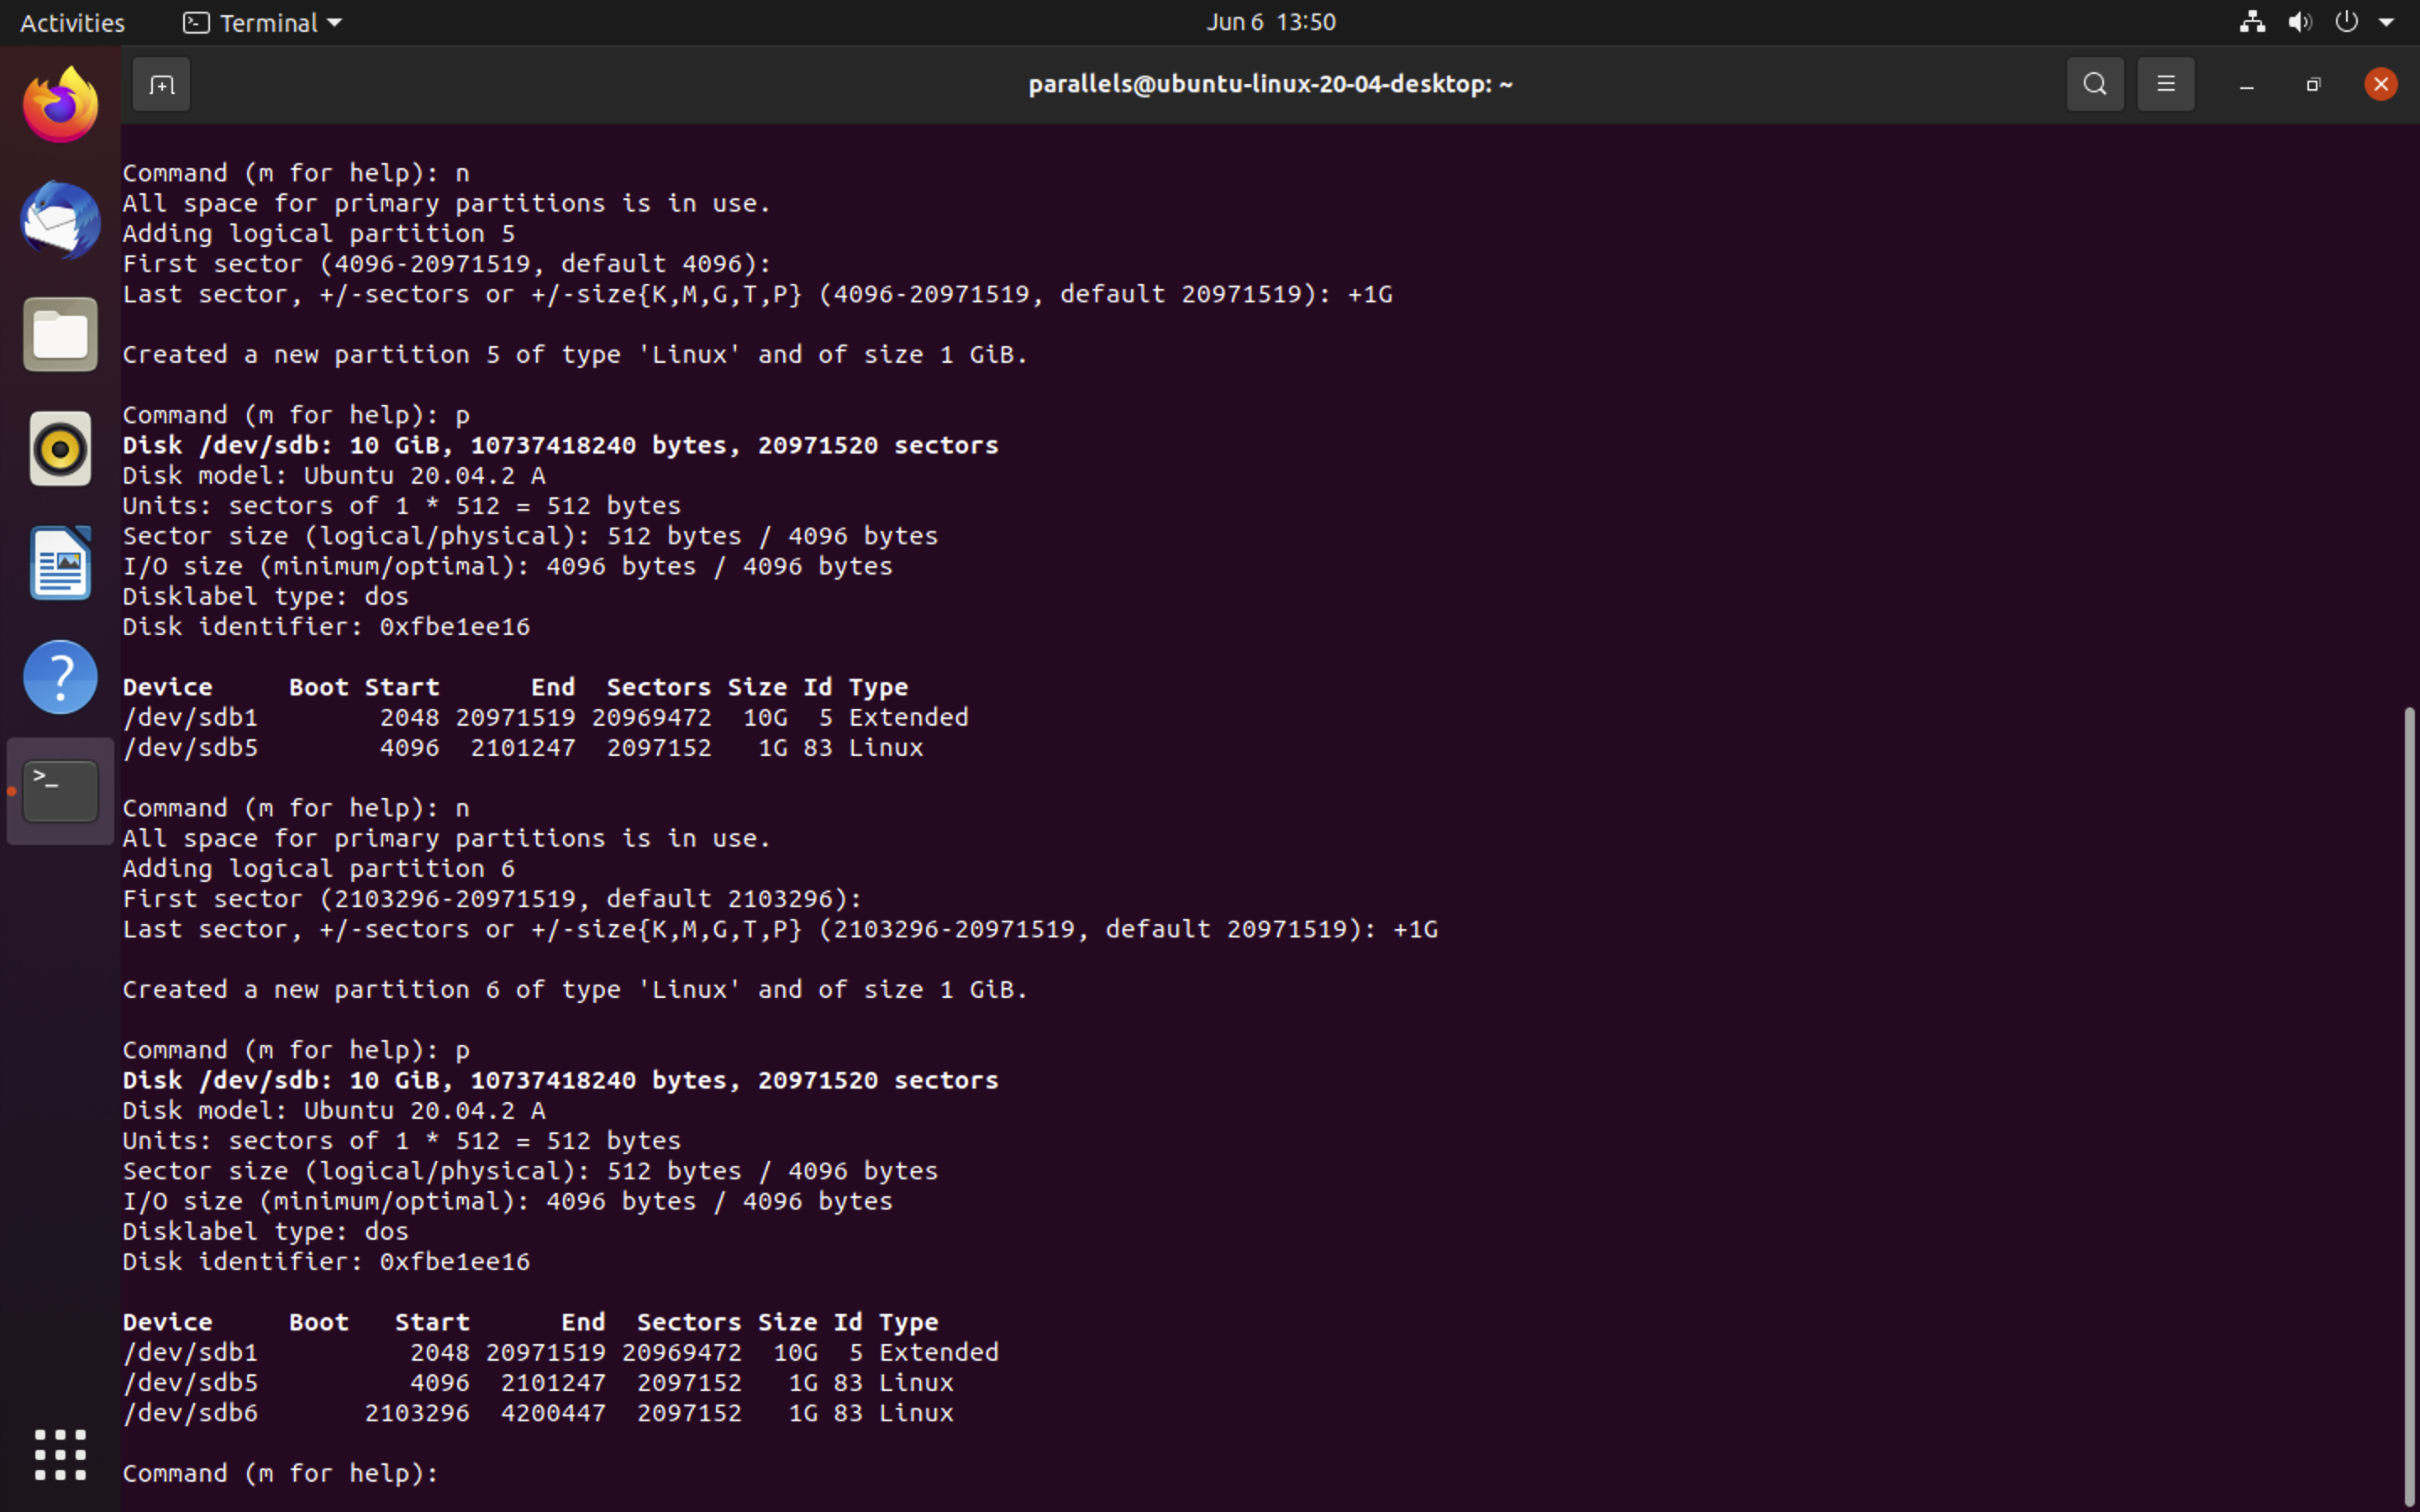 Activities Terminal Jun 6 13:50
parallels@ubuntu-linux-20-04-desktop: ~
Command (m for help): n
All space for primary partitions is in use.
Adding logical partition 5
First sector (4096-20971519, default 4096):
Last sector, +/-sectors or +/-size{K,M,G,T,P} (4096-20971519, default 20971519): +1G
Created a new partition 5 of type 'Linux' and of size 1 GiB.
Command (m for help): p
Disk /dev/sdb: 10 GiB, 10737418240 bytes, 20971520 sectors
Disk model: Ubuntu 20.04.2 A
Units: sectors of 1 * 512 = 512 bytes
Sector size (logical/physical): 512 bytes / 4096 bytes
I/O size (minimum/optimal): 4096 bytes / 4096 bytes
Disklabel type: dos
Disk identifier: 0xfbe1ee16
Device     Boot Start      End  Sectors Size Id Type
/dev/sdb1        2048 20971519 20969472  10G  5 Extended
/dev/sdb5        4096  2101247  2097152   1G 83 Linux
Command (m for help): n
All space for primary partitions is in use.
Adding logical partition 6
First sector (2103296-20971519, default 2103296):
Last sector, +/-sectors or +/-size{K,M,G,T,P} (2103296-20971519, default 20971519): +1G
Created a new partition 6 of type 'Linux' and of size 1 GiB.
Command (m for help): p
Disk /dev/sdb: 10 GiB, 10737418240 bytes, 20971520 sectors
Disk model: Ubuntu 20.04.2 A
Units: sectors of 1 * 512 = 512 bytes
Sector size (logical/physical): 512 bytes / 4096 bytes
I/O size (minimum/optimal): 4096 bytes / 4096 bytes
Disklabel type: dos
Disk identifier: 0xfbe1ee16
Device     Boot   Start      End  Sectors Size Id Type
/dev/sdb1          2048 20971519 20969472  10G  5 Extended
/dev/sdb5          4096  2101247  2097152   1G 83 Linux
/dev/sdb6       2103296  4200447  2097152   1G 83 Linux
Command (m for help):